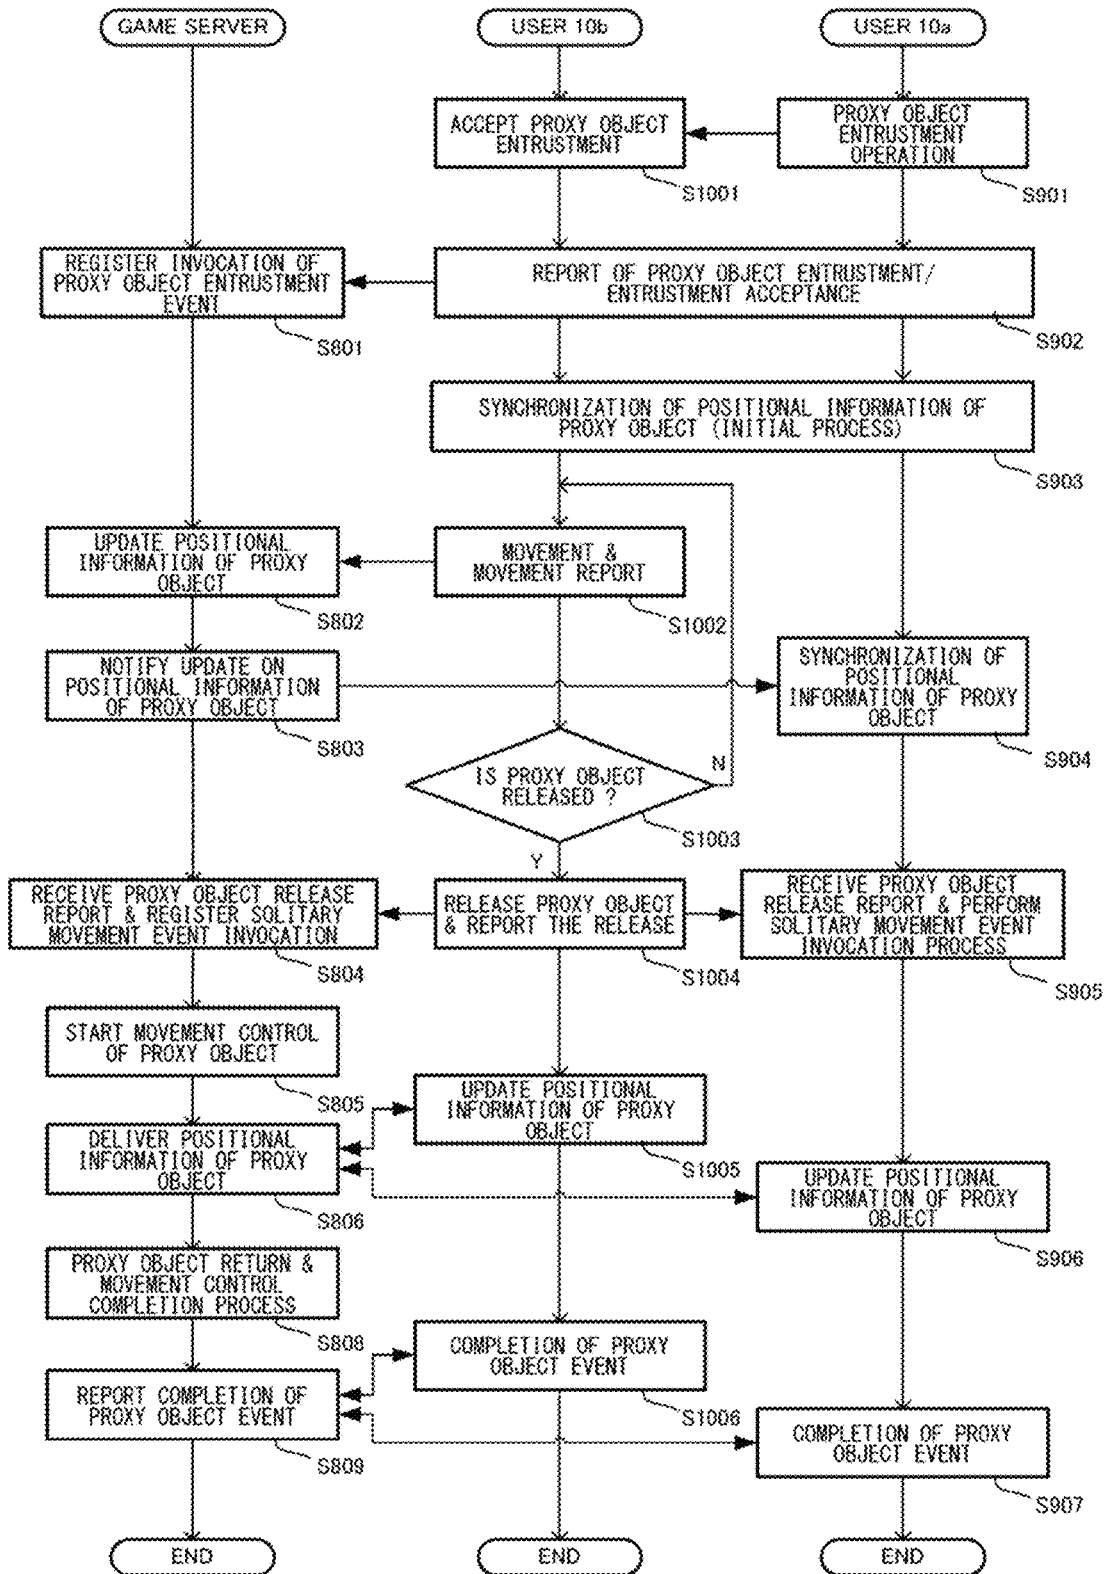 GAME SERVER
USER 10b
USER 10a
ACCEPT PROXY OBJECT
ENTRUSTMENT
S1001
PROXY OBJECT
ENTRUSTMENT
OPERATION
S901
REGISTER INVOCATION OF
PROXY OBJECT ENTRUSTMENT
EVENT
S801
REPORT OF PROXY OBJECT ENTRUSTMENT/
ENTRUSTMENT ACCEPTANCE
S902
SYNCHRONIZATION OF POSITIONAL INFORMATION OF
PROXY OBJECT (INITIAL PROCESS)
S903
UPDATE POSITIONAL
INFORMATION OF PROXY
OBJECT
S802
MOVEMENT &
MOVEMENT REPORT
S1002
NOTIFY UPDATE ON
POSITIONAL INFORMATION
OF PROXY OBJECT
S803
SYNCHRONIZATION OF
POSITIONAL
INFORMATION OF PROXY
OBJECT
S904
IS PROXY OBJECT
RELEASED ?
N
S1003
Y
RECEIVE PROXY OBJECT RELEASE
REPORT & REGISTER SOLITARY
MOVEMENT EVENT INVOCATION
S804
RELEASE PROXY OBJECT
& REPORT THE RELEASE
S1004
RECEIVE PROXY OBJECT
RELEASE REPORT & PERFORM
SOLITARY MOVEMENT EVENT
INVOCATION PROCESS
S905
START MOVEMENT CONTROL
OF PROXY OBJECT
S805
UPDATE POSITIONAL
INFORMATION OF PROXY
OBJECT
S1005
DELIVER POSITIONAL
INFORMATION OF PROXY
OBJECT
S806
UPDATE POSITIONAL
INFORMATION OF PROXY
OBJECT
S906
PROXY OBJECT RETURN &
MOVEMENT CONTROL
COMPLETION PROCESS
S808
COMPLETION OF PROXY
OBJECT EVENT
S1006
REPORT COMPLETION OF
PROXY OBJECT EVENT
S809
COMPLETION OF PROXY
OBJECT EVENT
S907
END
END
END